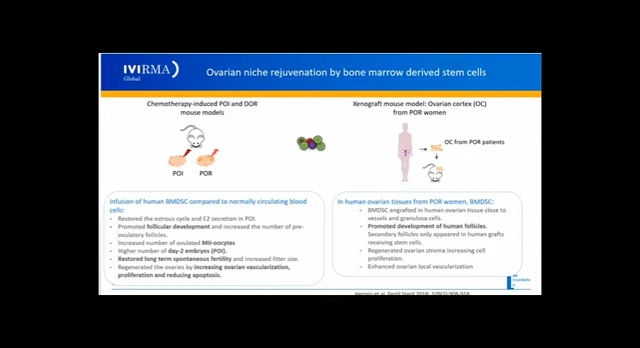 IVIRMA
Global
Ovarian niche rejuvenation by bone marrow derived stem cells
Chemotherapy-induced POI and DOR
mouse models
POI
POR
Infusion of human BMDSC compared to normally circulating blood
cells:
- Restored the estrous cycle and E2 secretion in POI.
- Promoted follicular development and increased the number of pre-
ovulatory follicles.
- Increased number of ovulated MII-oocytes
- Higher number of day-2 embryos (POI).
- Restored long term spontaneous fertility and increased litter size.
- Regenerated the ovaries by increasing ovarian vascularization,
proliferation and reducing apoptosis.
Xenograft mouse model: Ovarian cortex (OC)
from POR women
OC from POR patients
In human ovarian tissues from POR women, BMDSC:
- BMDSC engrafted in human ovarian tissue close to
vessels and granulosa cells.
- Promoted development of human follicles.
Secondary follicles only appeared in human grafts
receiving stem cells.
- Regenerated ovarian stroma increasing cell
proliferation.
- Enhanced ovarian local vascularization
Herraiz et al. Fertil Steril 2018